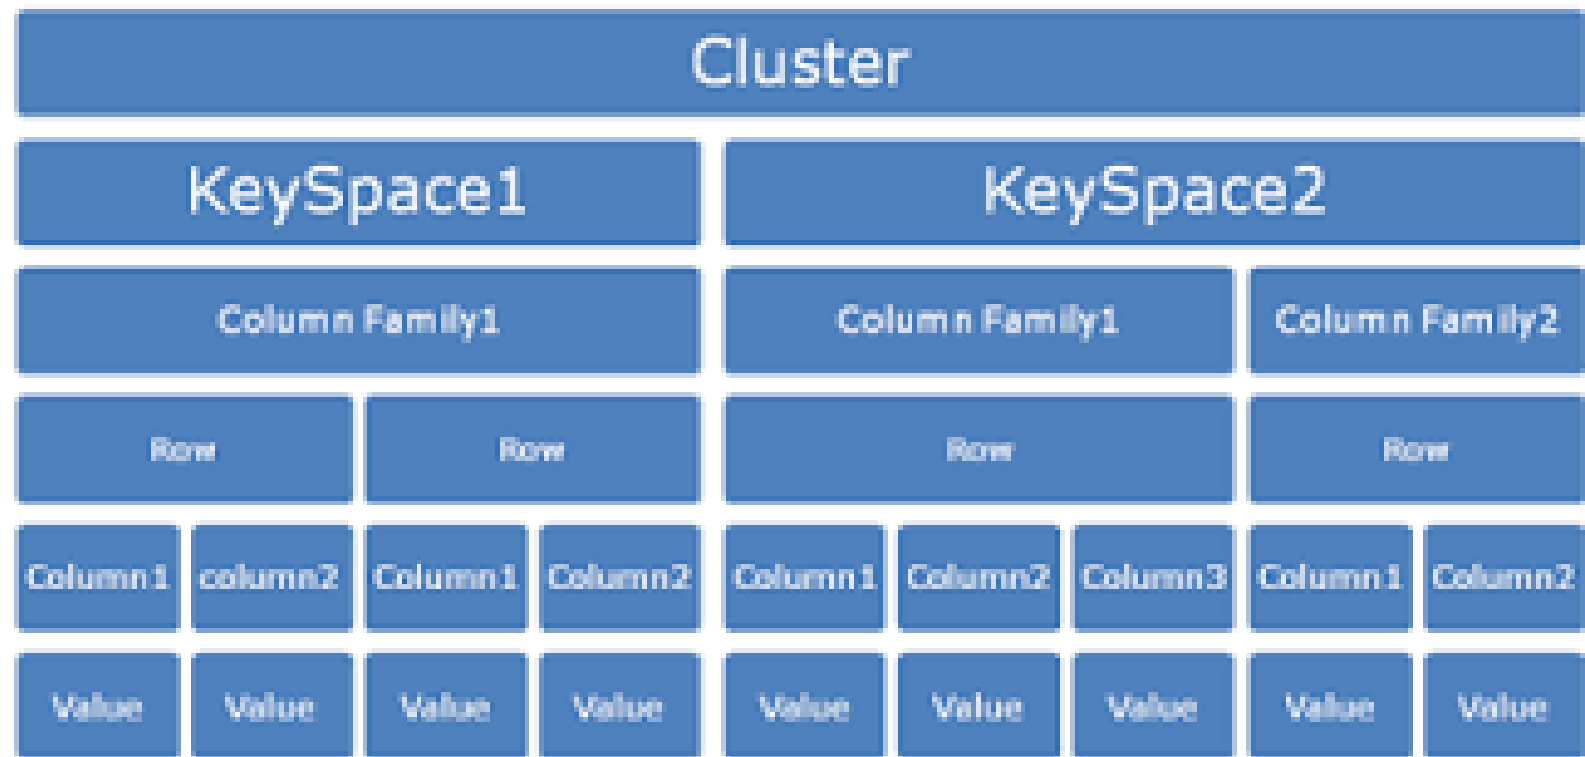 Cluster
KeySpace1 KeySpace2
Column Family1 Column Family1 Column Family2
Row Row Row Row
Column1 column2 Column1 Column2 Column1 Column2 Column3 Column1 Column2
Value Value Value Value Value Value Value Value Value